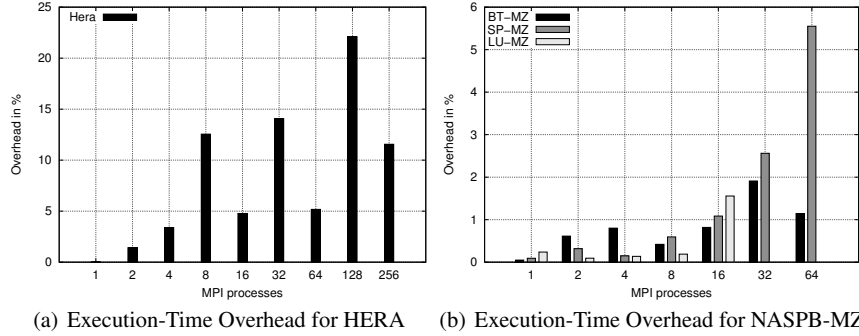 Hera
Overhead in %
25
20
15
10
5
0
1 2 4 8 16 32 64 128 256
MPI processes
(a) Execution-Time Overhead for HERA
BT-MZ
SP-MZ
LU-MZ
Overhead in %
6
5
4
3
2
1
0
1 2 4 8 16 32 64
MPI processes
(b) Execution-Time Overhead for NASPB-MZ